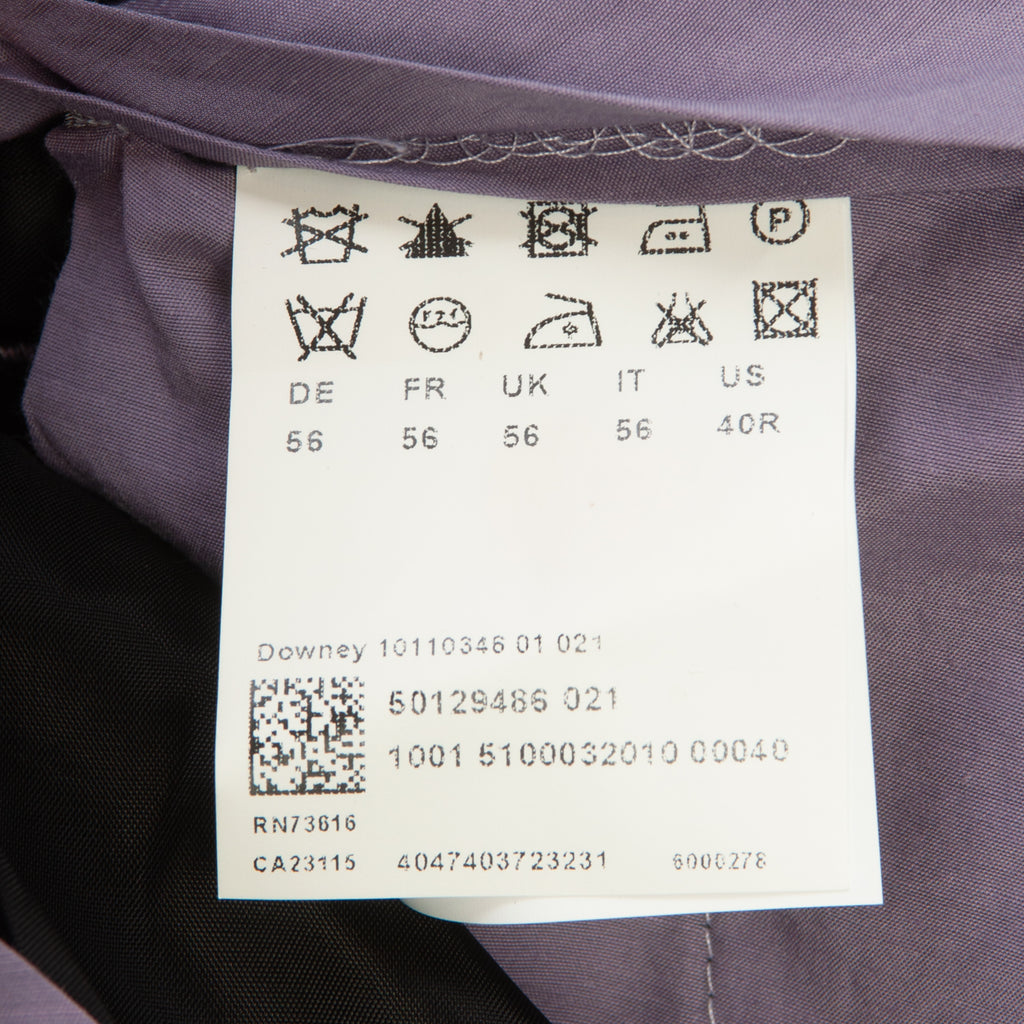 P
DE FR UK IT US
56 56 56 56 40R
Downey 10110346 01 021
50129486 021
1001 5100032010 00040
RN73616
CA23115 4047403723231 6000278